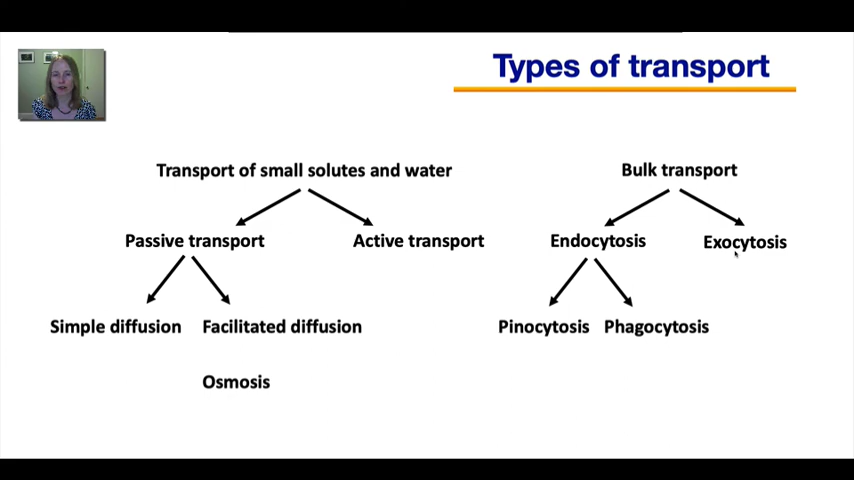 Types of transport
Transport of small solutes and water
Bulk transport
Passive transport
Active transport
Endocytosis
Exocytosis
Simple diffusion
Facilitated diffusion
Pinocytosis
Phagocytosis
Osmosis